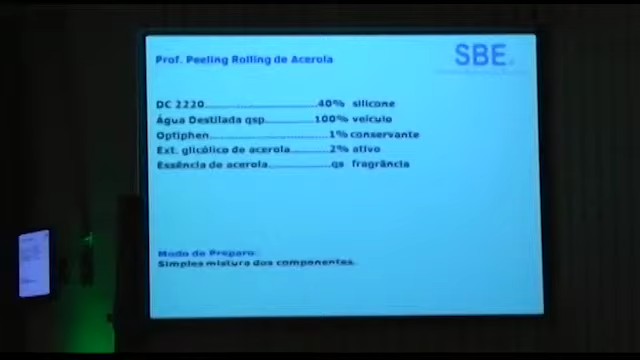 SBE
Prof. Peeling Rolling de Acerola
DC 2220............................40% silicone
Água Destilada qsp............100% veículo
Optiphen.............................1% conservante
Ext. glicólico de acerola........2% ativo
Essência de acerola...............qs fragrância
Modo de Preparo:
Simples mistura dos componentes.